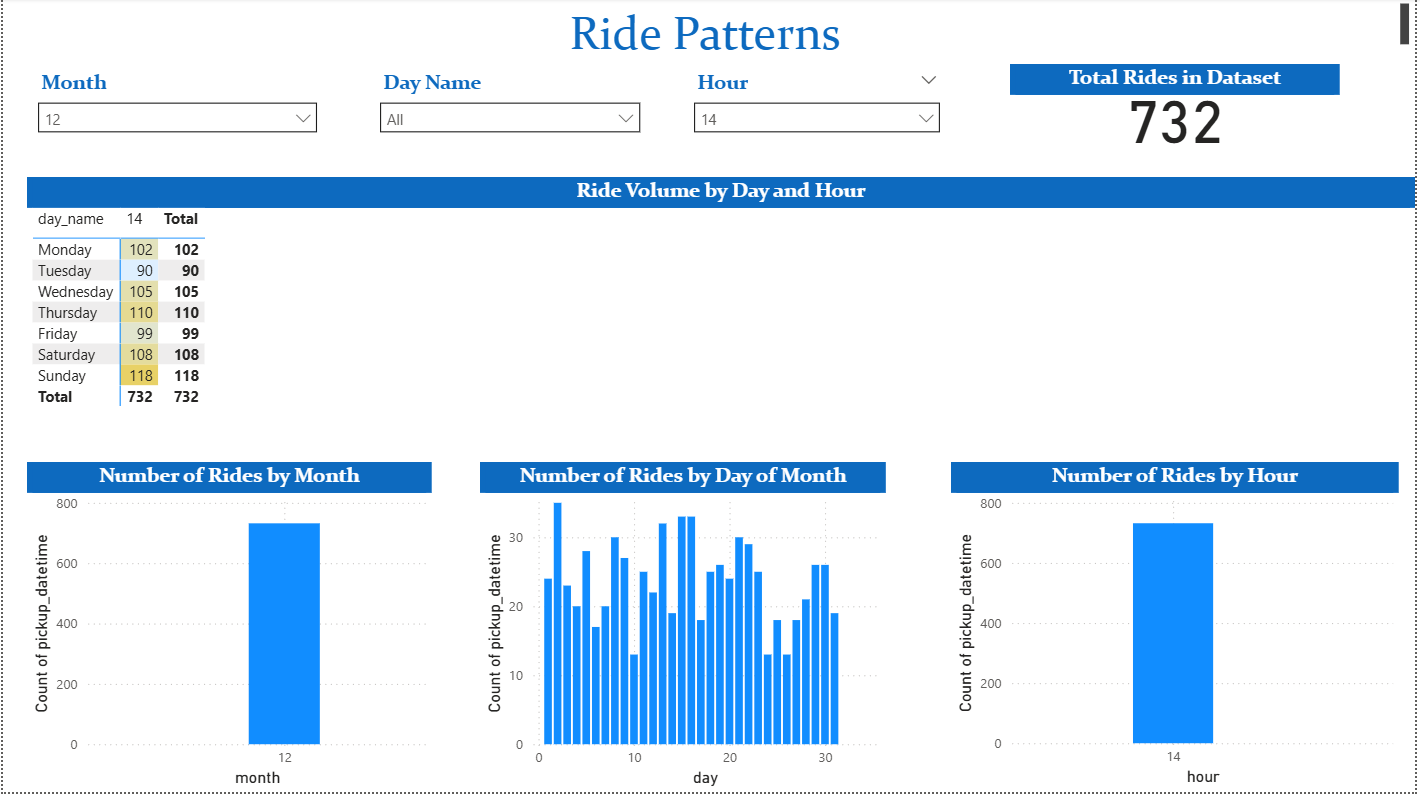 Ride Patterns
Month
Day Name
Hour
Total Rides in Dataset
12
All
14
732
Ride Volume by Day and Hour
day_name 14 Total
Monday 102 102
Tuesday 90 90
Wednesday 105 105
Thursday 110 110
Friday 99 99
Saturday 108 108
Sunday 118 118
Total 732 732
Number of Rides by Month
800
600
400
200
0
Count of pickup_datetime
12
month
Number of Rides by Day of Month
30
20
10
0
Count of pickup_datetime
0 10 20 30
day
Number of Rides by Hour
800
600
400
200
0
Count of pickup_datetime
14
hour